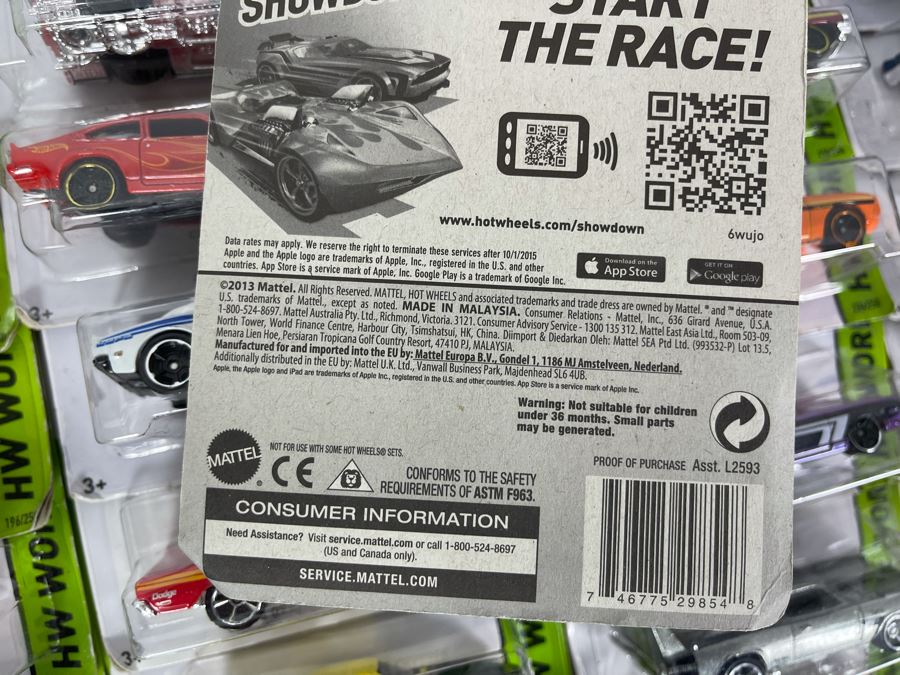 SHOWDOWN
START
THE RACE!
www.hotwheels.com/showdown
6wujo
Data rates may apply. We reserve the right to terminate these services after 10/1/2015
Apple and the Apple logo are trademarks of Apple, Inc., registered in the U.S. and other
countries. App Store is a service mark of Apple, Inc. Google Play is a trademark of Google Inc.
Download on the
App Store
GET IT ON
Google play
©2013 Mattel. All Rights Reserved. MATTEL, HOT WHEELS and associated trademarks and trade dress are owned by Mattel. ® and ™ designate
U.S. trademarks of Mattel, except as noted. MADE IN MALAYSIA. Consumer Relations - Mattel, Inc., 636 Girard Avenue,
1-800-524-8697. Mattel Australia Pty. Ltd., Richmond, Victoria. 3121. Consumer Advisory Service - 1300 135 312. Mattel East Asia Ltd., Room 503-09,
North Tower, World Finance Centre, Harbour City, Tsimshatsui, HK, China. Diimport & Diedarkan Oleh: Mattel SEA Ptd Ltd. (993532-P) Lot 13.5,
Menara Lien Hoe, Persiaran Tropicana Golf Country Resort, 47410 PJ, MALAYSIA.
Manufactured for and imported into the EU by: Mattel Europa B.V., Gondel 1, 1186 MJ Amstelveen, Nederland.
Additionally distributed in the EU by: Mattel U.K. Ltd., Vanwall Business Park, Maidenhead SL6 4UB.
Apple, the Apple logo and iPad are trademarks of Apple Inc., registered in the U.S. and other countries. App Store is a service mark of Apple Inc.
Warning: Not suitable for children
under 36 months. Small parts
may be generated.
MATTEL
NOT FOR USE WITH SOME HOT WHEELS® SETS.
CE
CONFORMS TO THE SAFETY
REQUIREMENTS OF ASTM F963.
PROOF OF PURCHASE Asst. L2593
CONSUMER INFORMATION
Need Assistance? Visit service.mattel.com or call 1-800-524-8697
(US and Canada only).
SERVICE.MATTEL.COM
7 46775 29854 8
3+
HW WOR
196/25
3+
HW WOR
Dodge
3+